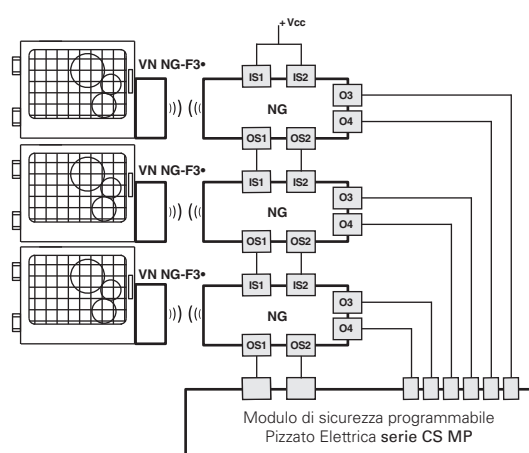 + Vcc
VN NG-F3•
IS1 IS2
O3
NG
O4
OS1 OS2
VN NG-F3•
IS1 IS2
O3
NG
O4
OS1 OS2
VN NG-F3•
IS1 IS2
O3
NG
O4
OS1 OS2
Modulo di sicurezza programmabile
Pizzato Elettrica serie CS MP